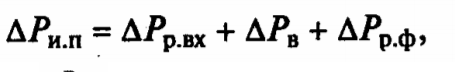 ΔPи.п = ΔPр.вх + ΔPв + ΔPр.ф,